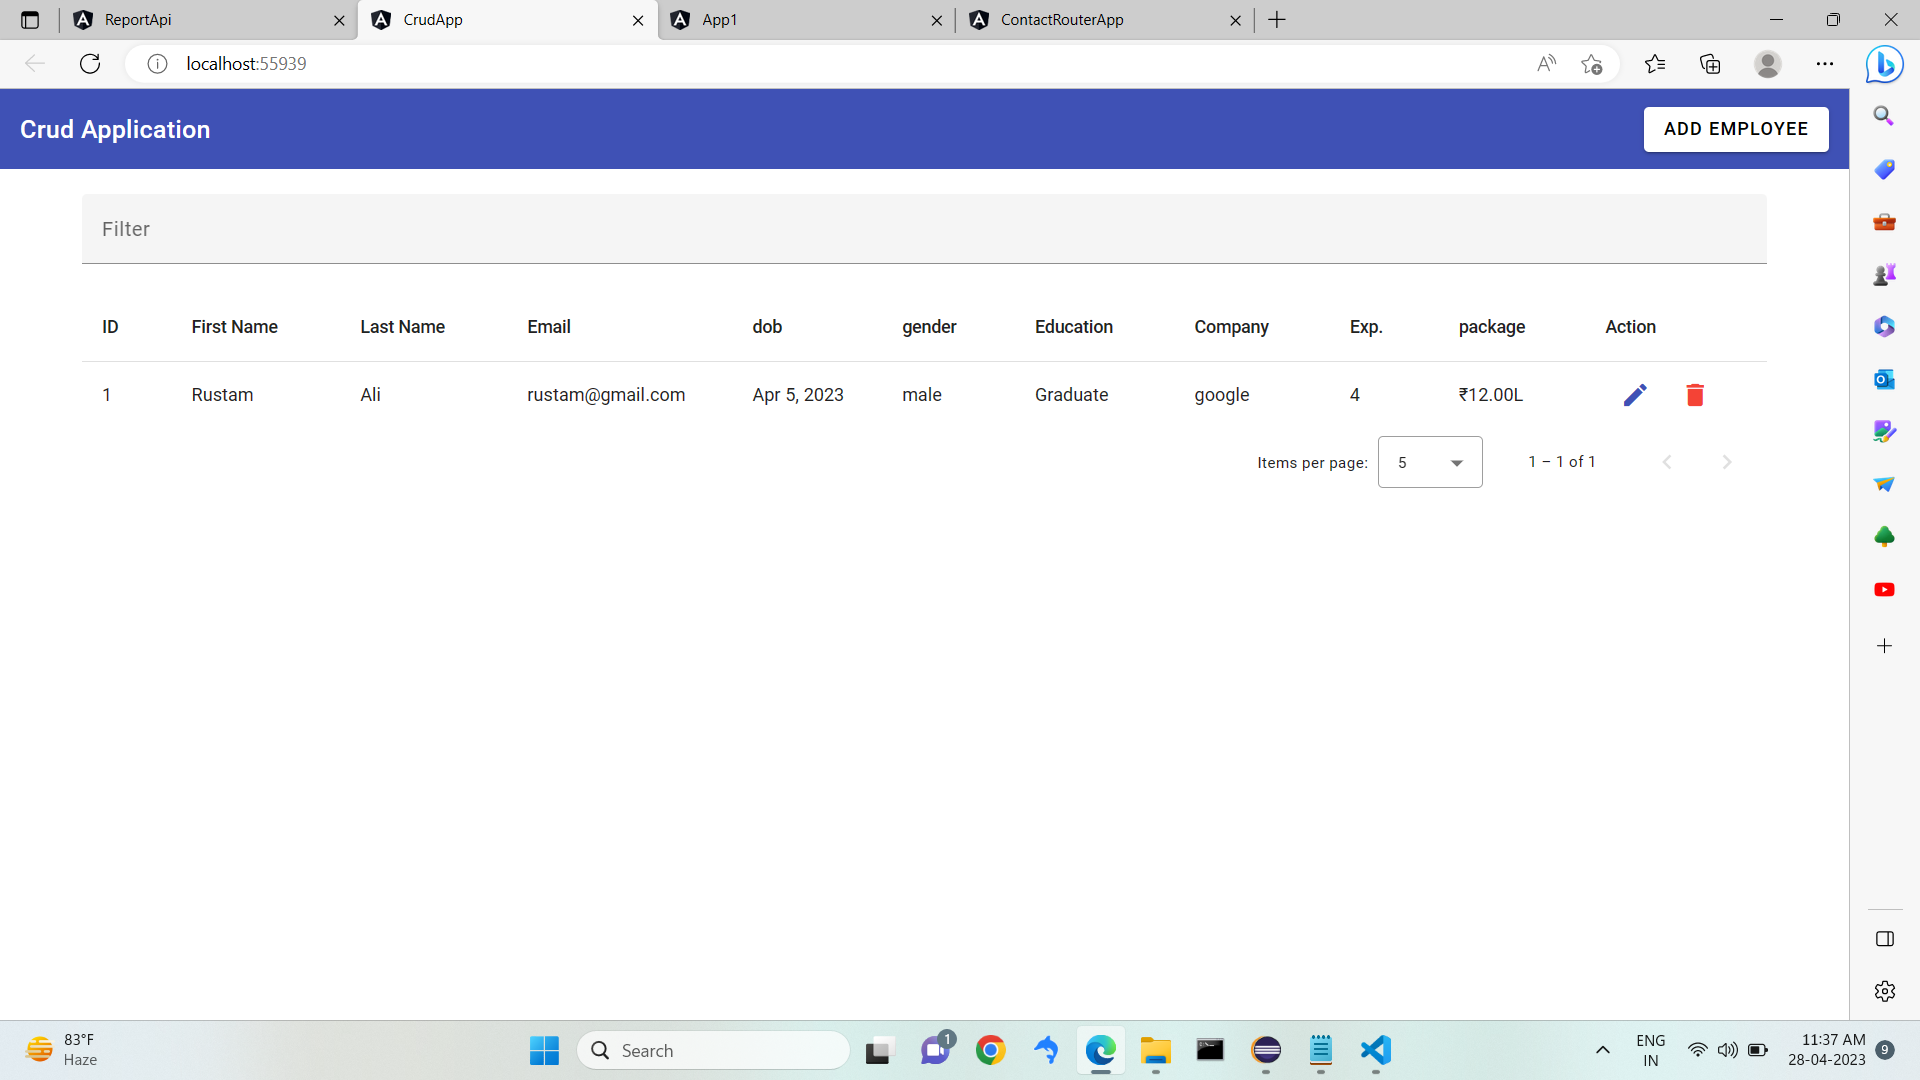 ReportApi
CrudApp
App1
ContactRouterApp
localhost:55939
Crud Application
ADD EMPLOYEE
Filter
ID First Name Last Name Email dob gender Education Company Exp. package Action
1 Rustam Ali rustam@gmail.com Apr 5, 2023 male Graduate google 4 ₹12.00L
Items per page: 5 1 – 1 of 1
83°F
Haze
Search
1
ENG
IN
11:37 AM
28-04-2023
9